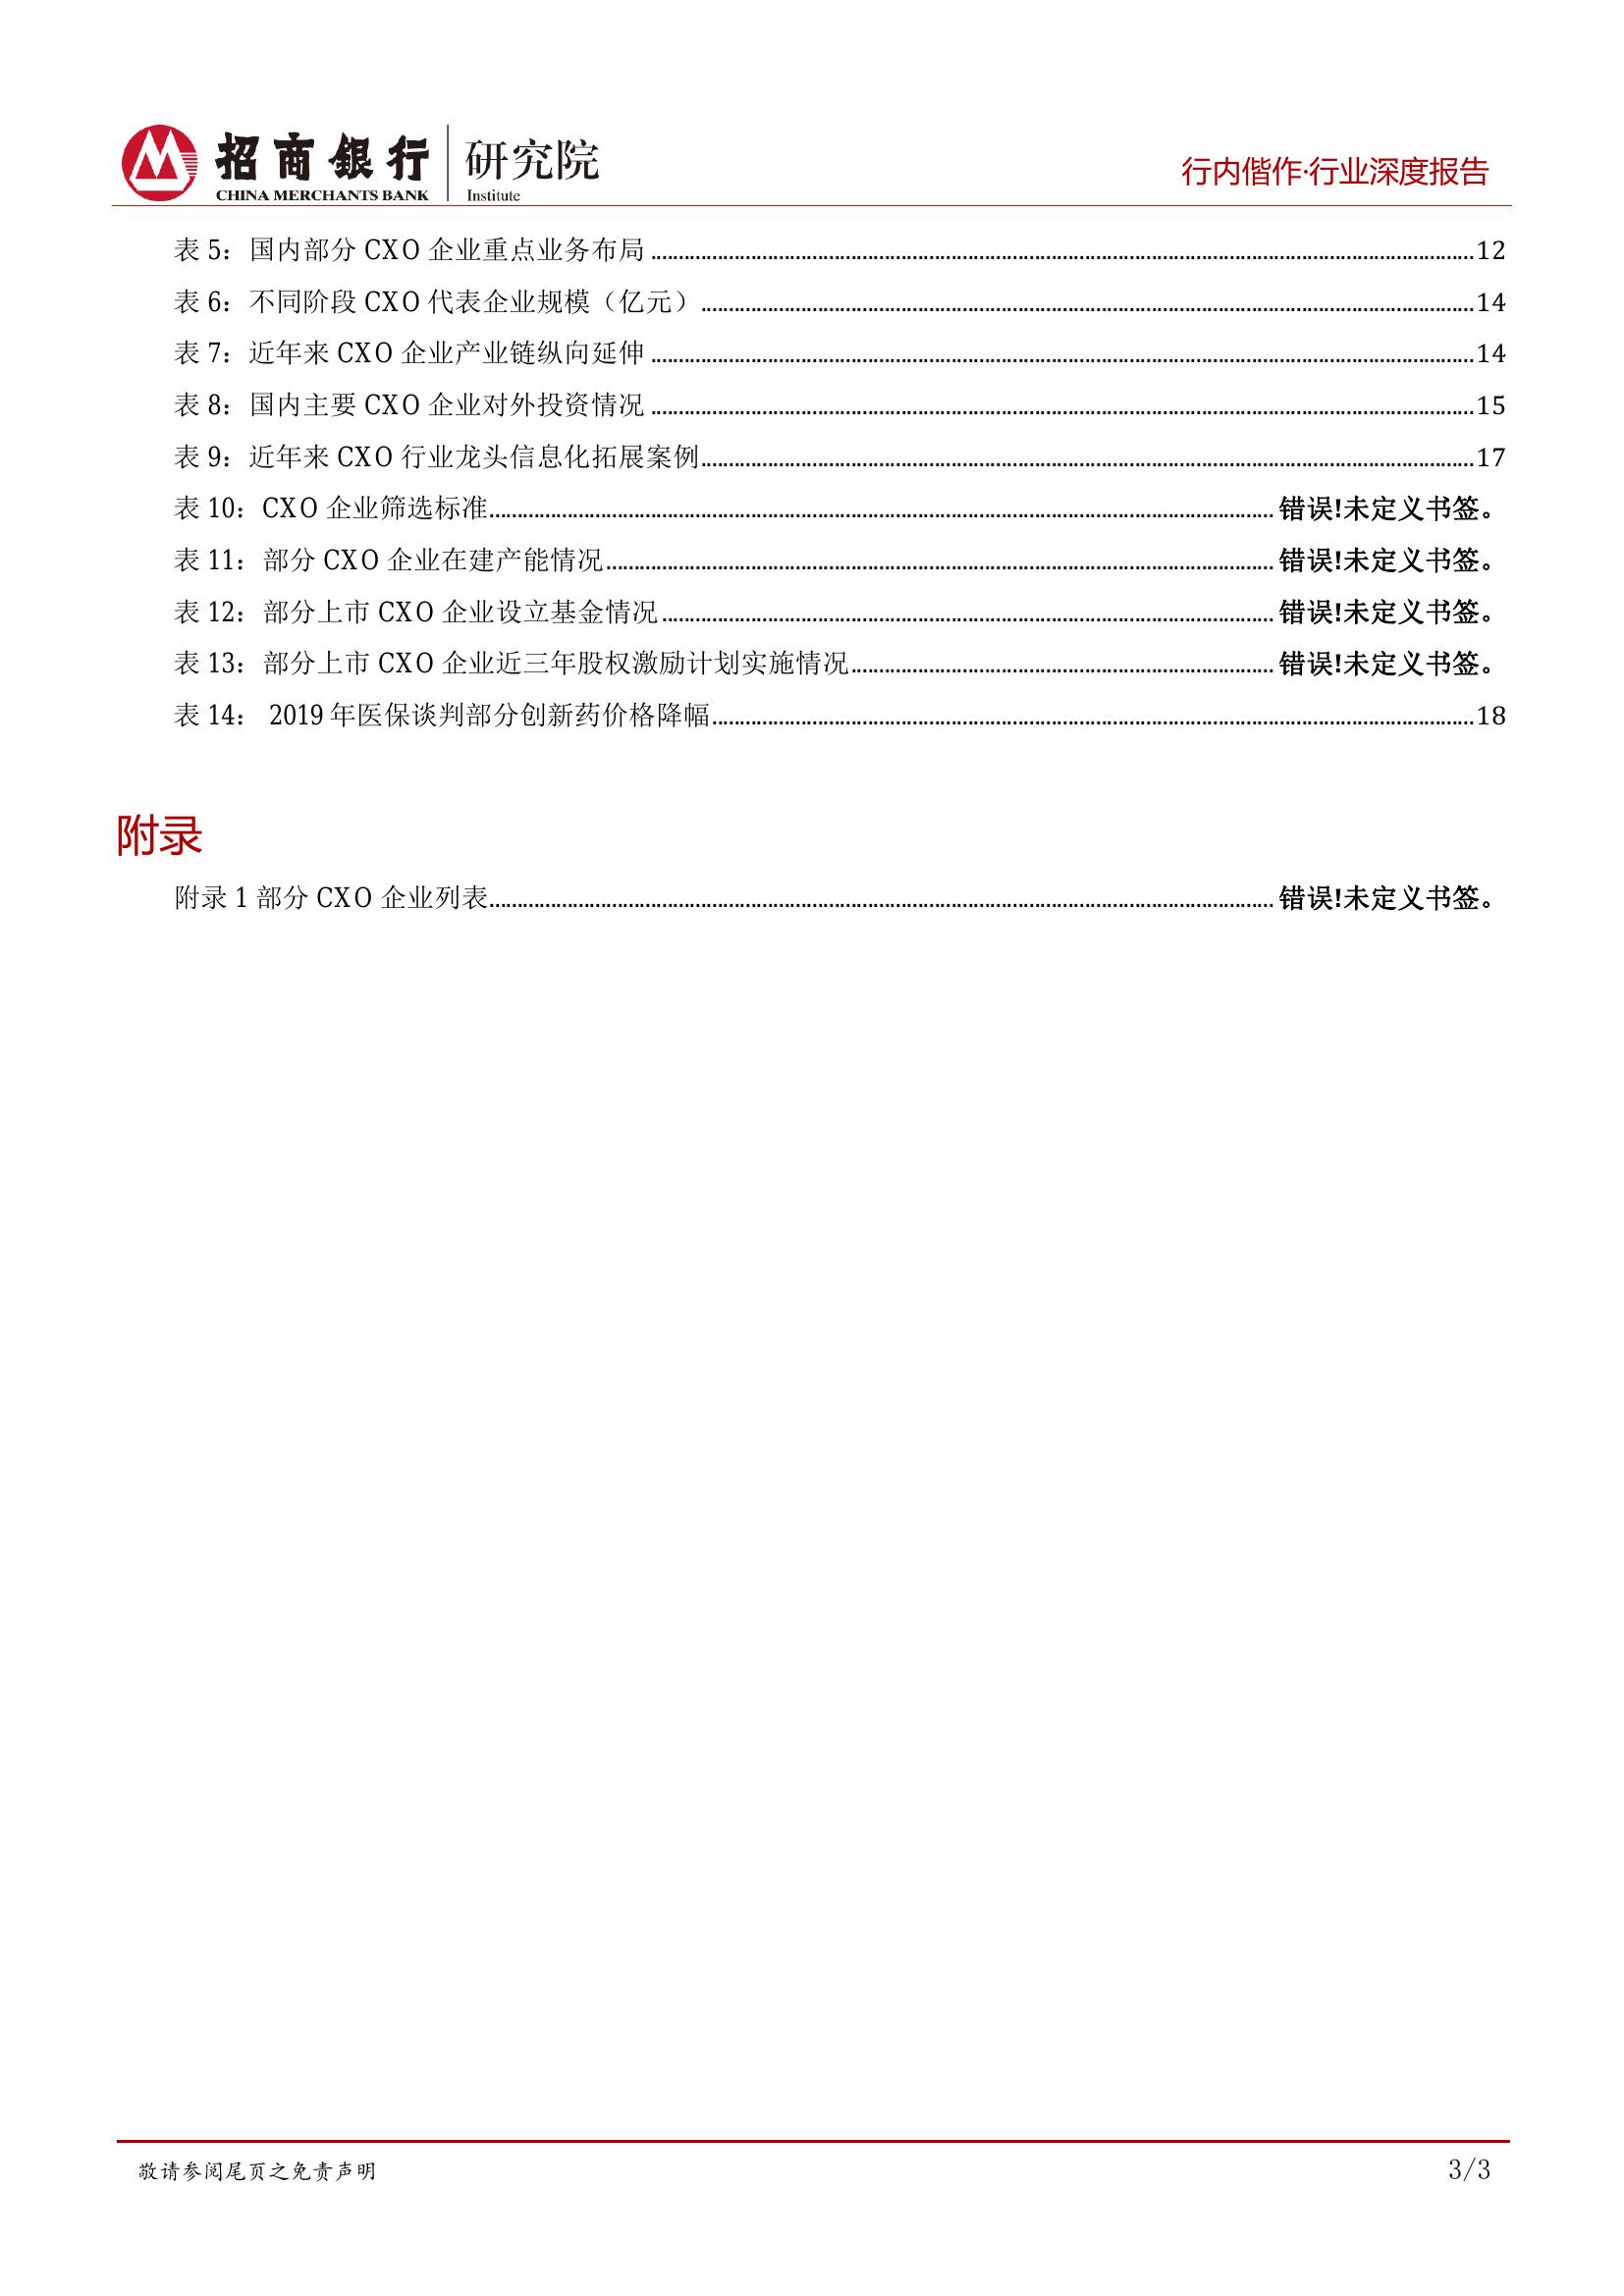 招商銀行 研究院
CHINA MERCHANTS BANK Institute
行内偕作·行业深度报告
表 5：国内部分 CXO 企业重点业务布局 ........................................ 12
表 6：不同阶段 CXO 代表企业规模（亿元） ........................................ 14
表 7：近年来 CXO 企业产业链纵向延伸 ........................................ 14
表 8：国内主要 CXO 企业对外投资情况 ........................................ 15
表 9：近年来 CXO 行业龙头信息化拓展案例 ........................................ 17
表 10：CXO 企业筛选标准 ........................................ 错误!未定义书签。
表 11：部分 CXO 企业在建产能情况 ........................................ 错误!未定义书签。
表 12：部分上市 CXO 企业设立基金情况 ........................................ 错误!未定义书签。
表 13：部分上市 CXO 企业近三年股权激励计划实施情况 ........................................ 错误!未定义书签。
表 14： 2019 年医保谈判部分创新药价格降幅 ........................................ 18
附录
附录 1 部分 CXO 企业列表 ........................................ 错误!未定义书签。
敬请参阅尾页之免责声明
3/3